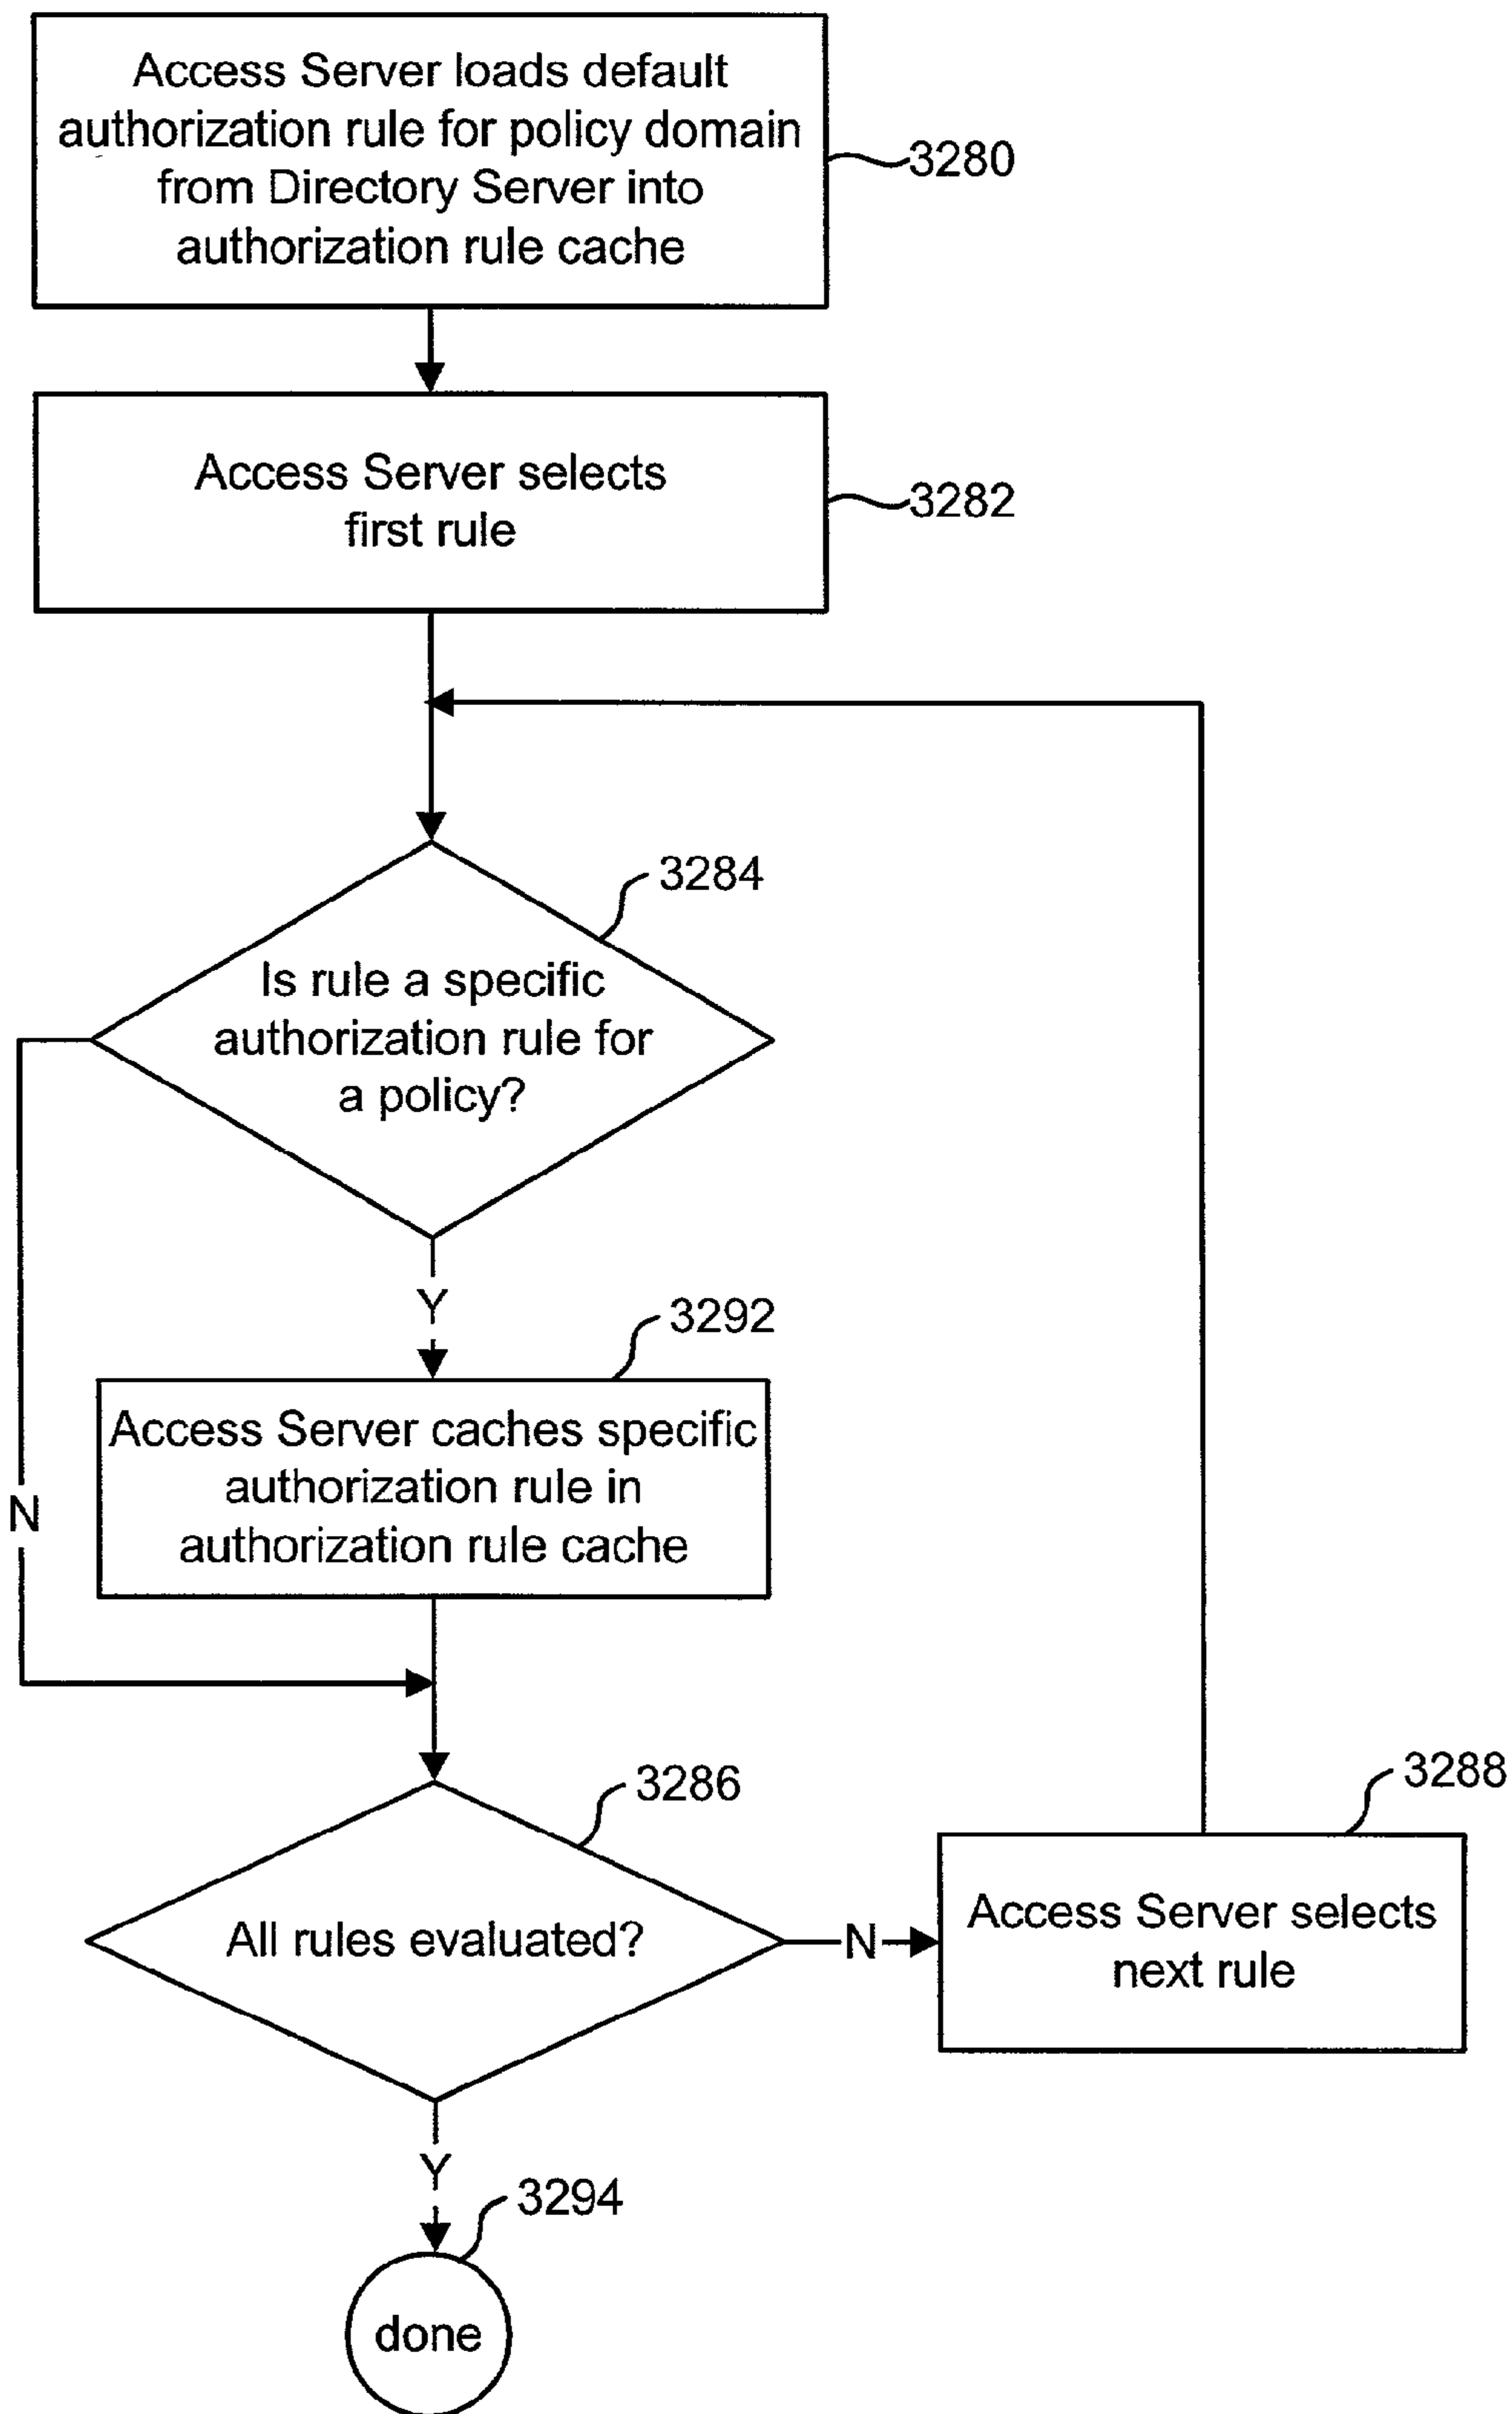 Access Server loads default
authorization rule for policy domain
from Directory Server into
authorization rule cache
3280
Access Server selects
first rule
3282
3284
Is rule a specific
authorization rule for
a policy?
Y
N
3292
Access Server caches specific
authorization rule in
authorization rule cache
3286
All rules evaluated?
N
3288
Access Server selects
next rule
Y
3294
done